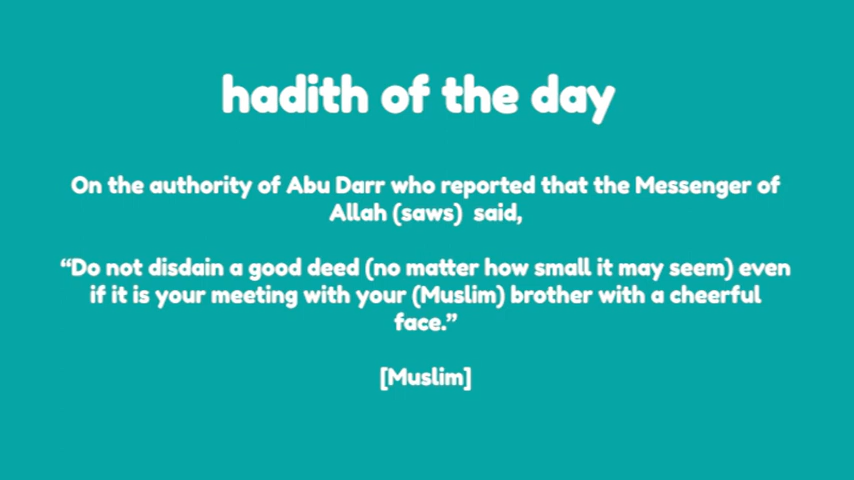 hadith of the day
On the authority of Abu Darr who reported that the Messenger of
Allah (saws) said,
“Do not disdain a good deed (no matter how small it may seem) even
if it is your meeting with your (Muslim) brother with a cheerful
face.”
[Muslim]